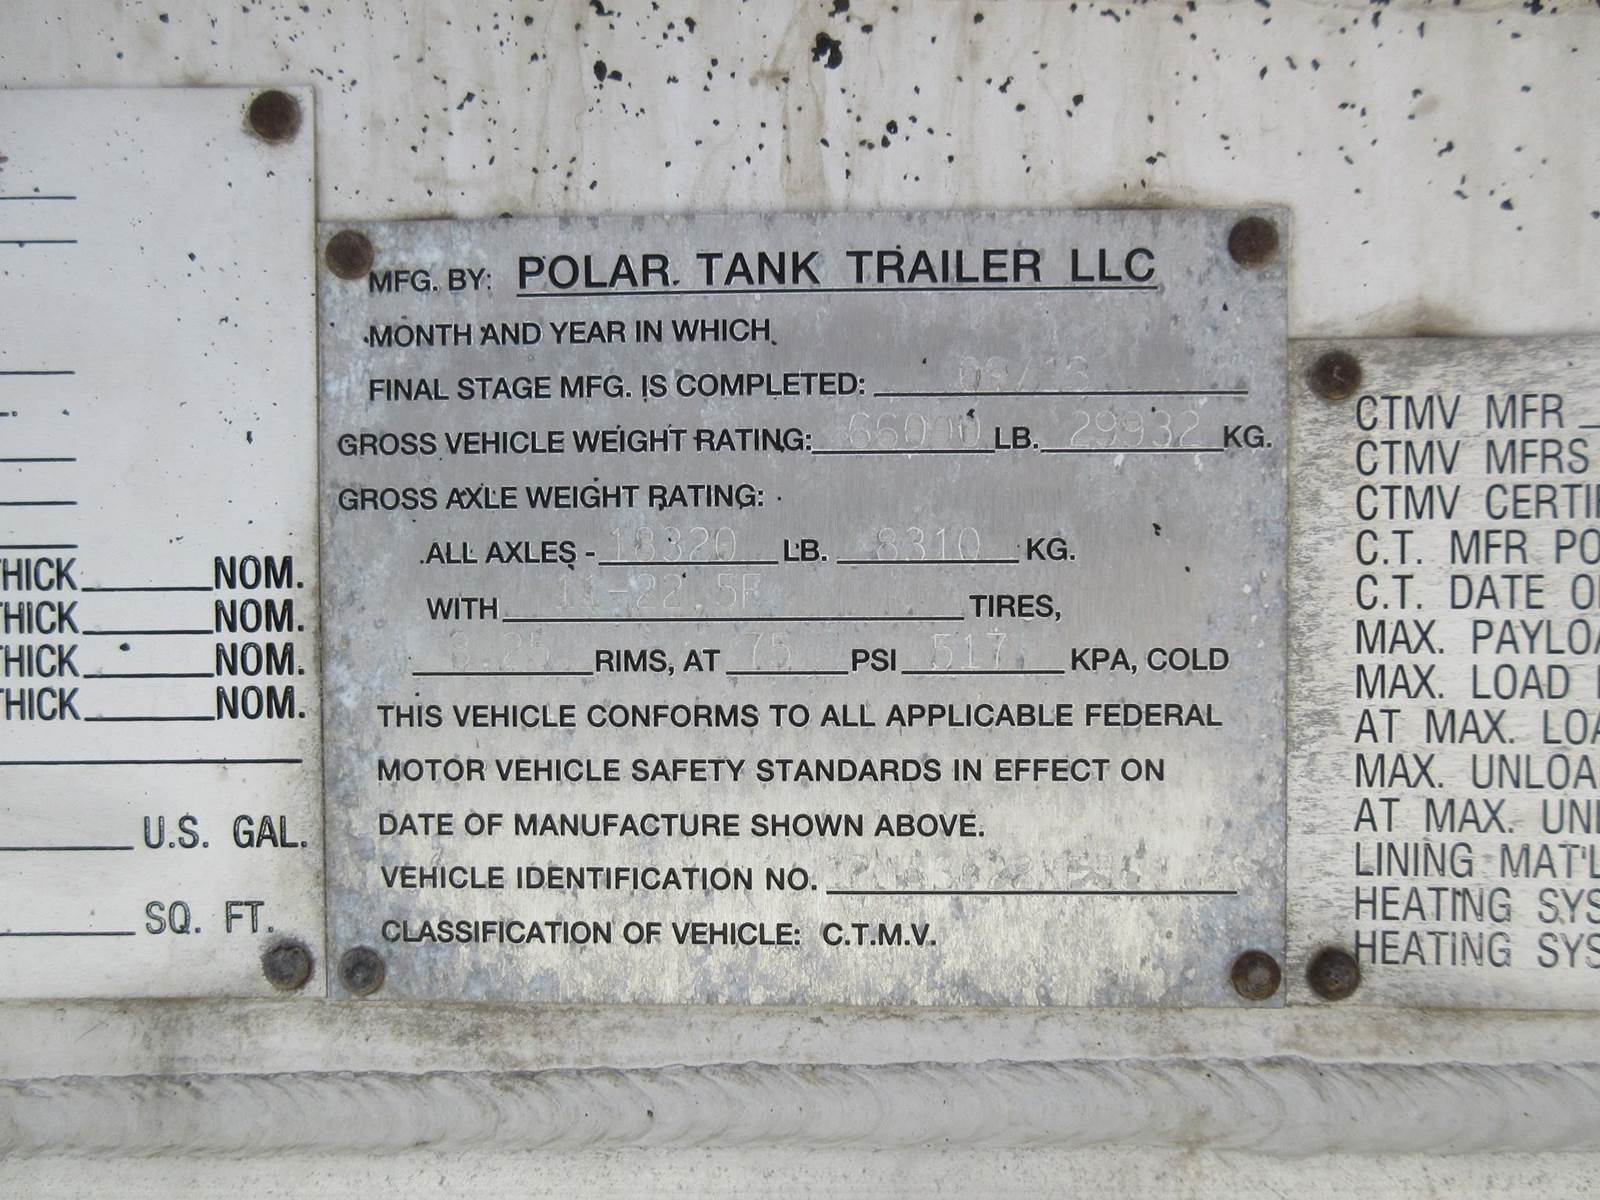 THICK NOM.
THICK NOM.
THICK NOM.
THICK NOM.
U.S. GAL.
SQ. FT.
MFG. BY: POLAR TANK TRAILER LLC
MONTH AND YEAR IN WHICH
FINAL STAGE MFG. IS COMPLETED:
GROSS VEHICLE WEIGHT RATING: 66000 LB. 29932 KG.
GROSS AXLE WEIGHT RATING:
ALL AXLES - 18320 LB. 8310 KG.
WITH TIRES,
8.25 RIMS, AT 75 PSI 517 KPA, COLD
THIS VEHICLE CONFORMS TO ALL APPLICABLE FEDERAL
MOTOR VEHICLE SAFETY STANDARDS IN EFFECT ON
DATE OF MANUFACTURE SHOWN ABOVE.
VEHICLE IDENTIFICATION NO.
CLASSIFICATION OF VEHICLE: C.T.M.V.
CTMV MFR
CTMV MFRS
CTMV CERTI
C.T. MFR PO
C.T. DATE O
MAX. PAYLOA
MAX. LOAD
AT MAX. LOA
MAX. UNLOA
AT MAX. UNL
LINING MAT'L
HEATING SYS
HEATING SYS